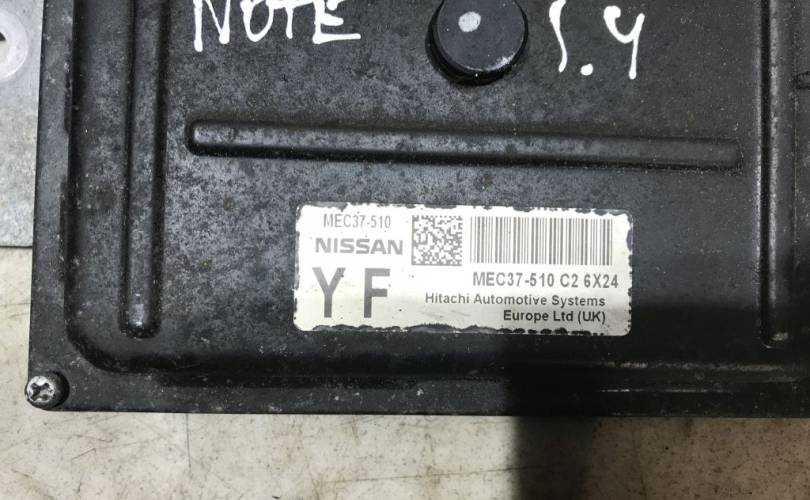 NOTE 1.4
MEC37-510
NISSAN
YF
MEC37-510 C2 6X24
Hitachi Automotive Systems
Europe Ltd (UK)